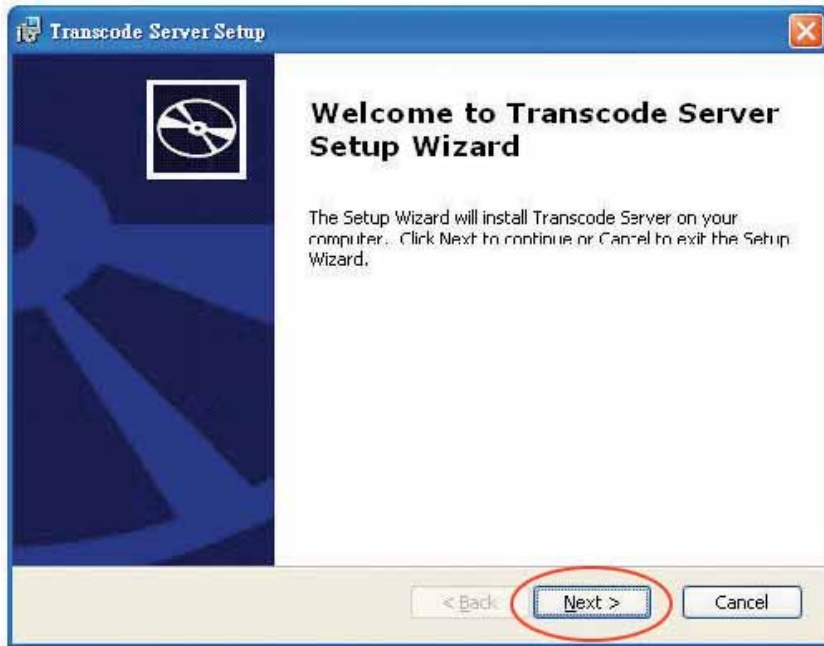 Transcode Server Setup
Welcome to Transcode Server
Setup Wizard
The Setup Wizard will install Transcode Server on your
computer. Click Next to continue or Cancel to exit the Setup
Wizard.
< Back
Next >
Cancel